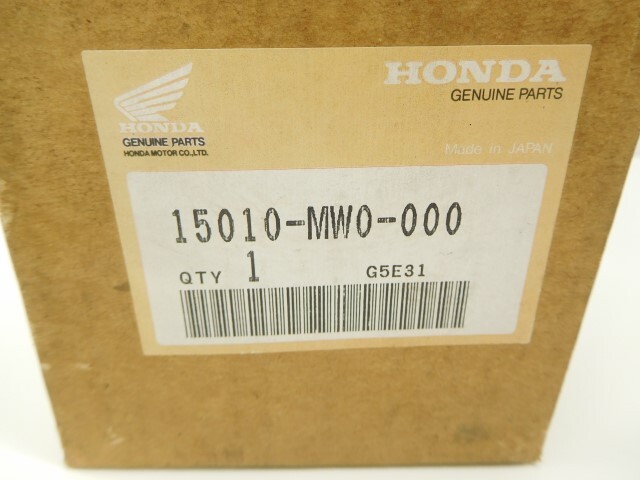 HONDA
GENUINE PARTS
HONDA MOTOR CO.,LTD.
HONDA
GENUINE PARTS
Made in JAPAN
15010-MW0-000
QTY 1 G5E31